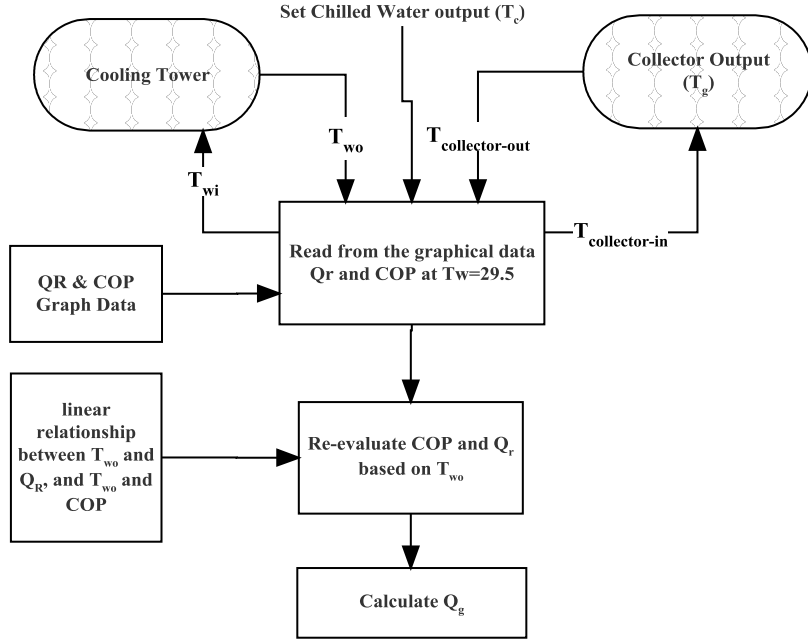 Set Chilled Water output (Tc)
Cooling Tower
Collector Output
(Tg)
Two
Tcollector-out
Twi
Tcollector-in
Read from the graphical data
Qr and COP at Tw=29.5
QR & COP
Graph Data
linear
relationship
between Two and
QR, and Two and
COP
Re-evaluate COP and Qr
based on Two
Calculate Qg